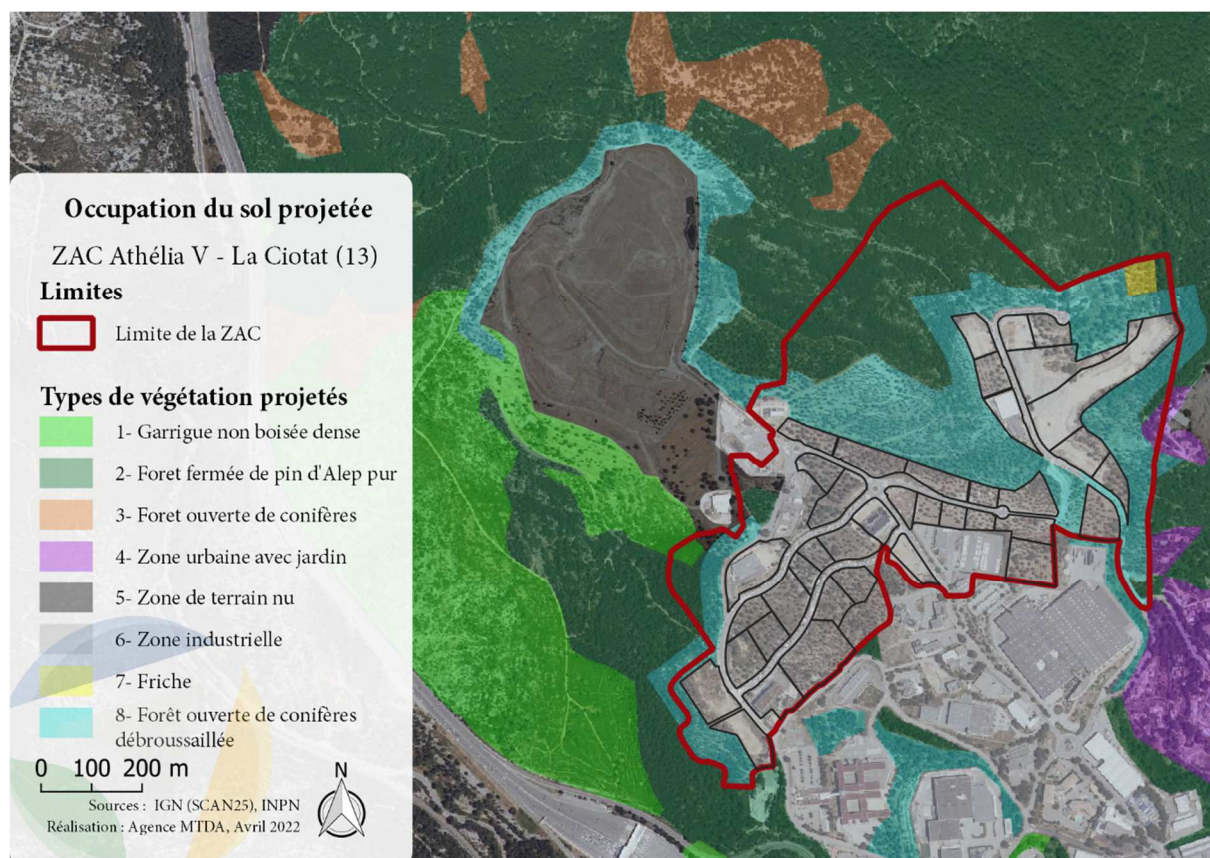 Occupation du sol projetée
ZAC Athélia V - La Ciotat (13)
Limites
Limite de la ZAC
Types de végétation projetés
1- Garrigue non boisée dense
2- Foret fermée de pin d'Alep pur
3- Foret ouverte de conifères
4- Zone urbaine avec jardin
5- Zone de terrain nu
6- Zone industrielle
7- Friche
8- Forêt ouverte de conifères
débroussaillée
0 100 200 m
N
Sources : IGN (SCAN25), INPN
Réalisation : Agence MTDA, Avril 2022